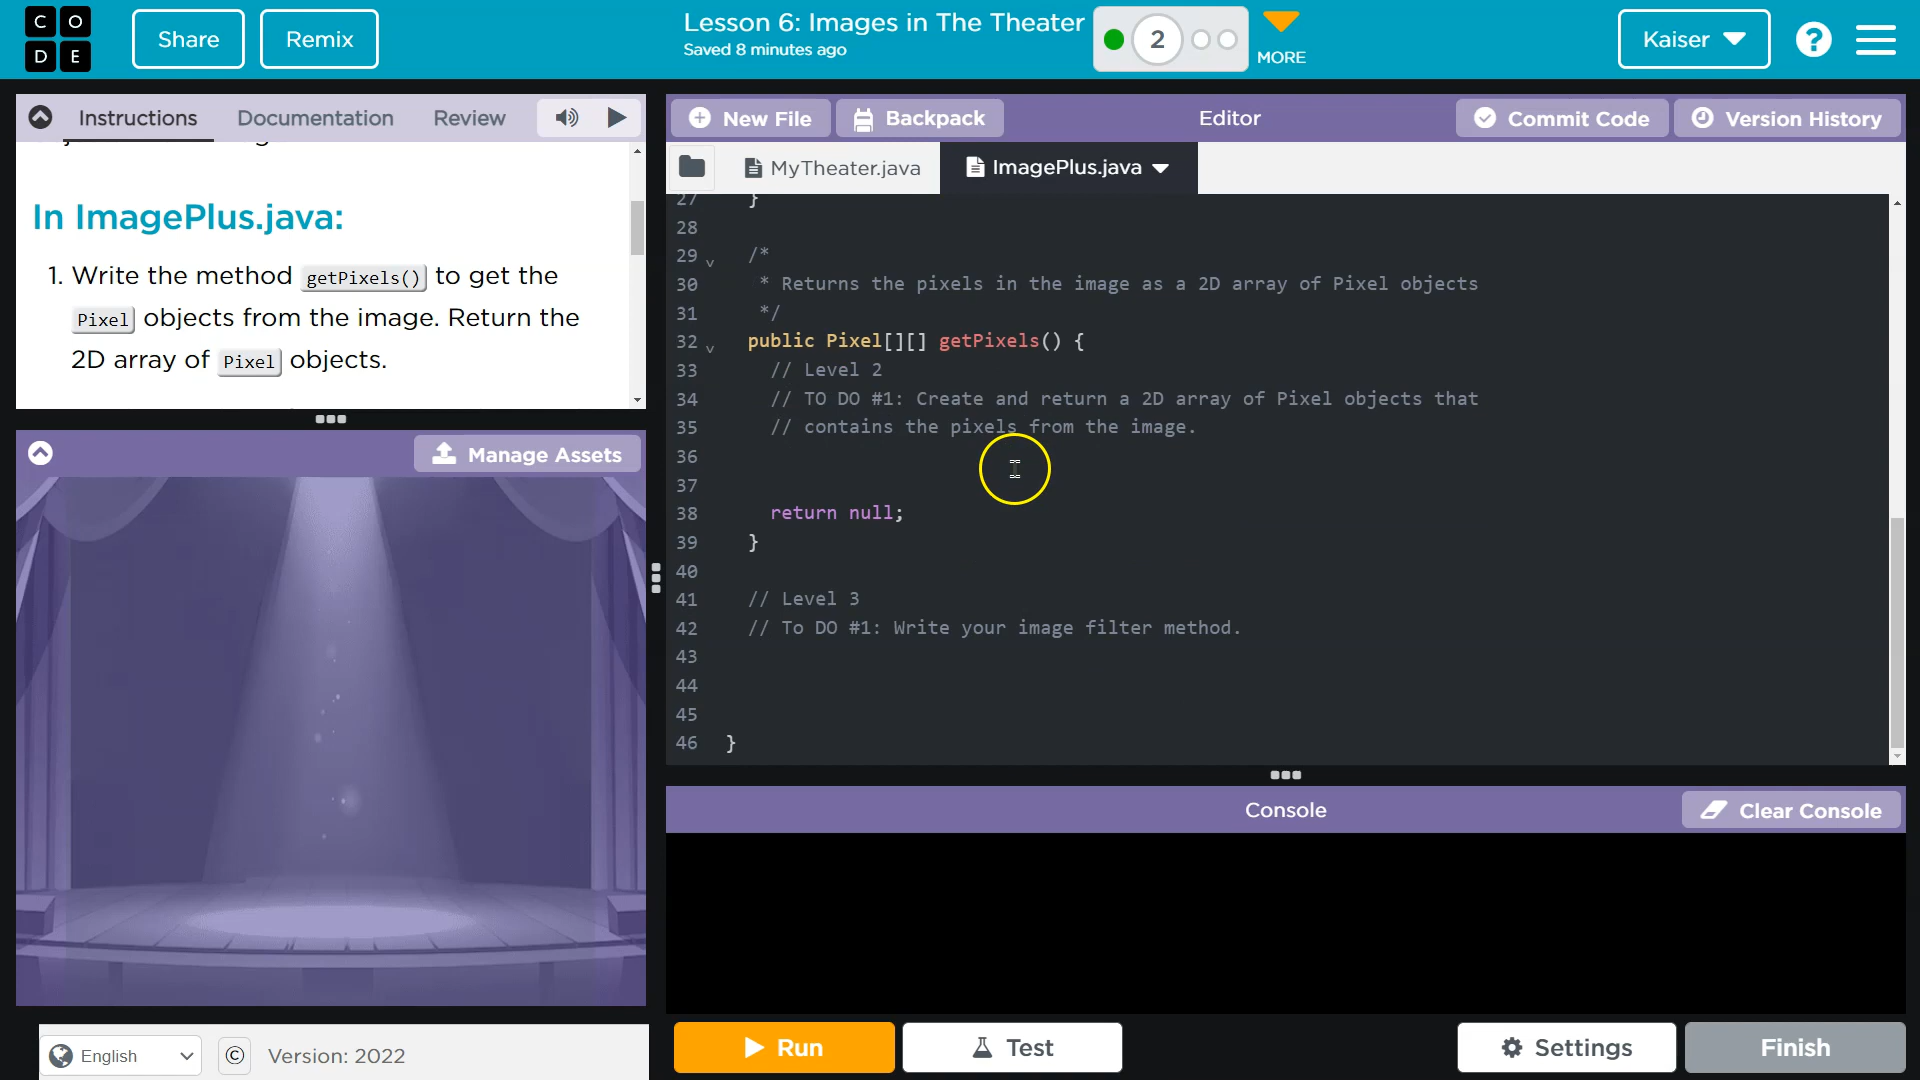 C O
D E
Share
Remix
Lesson 6: Images in The Theater
Saved 8 minutes ago
2
MORE
Kaiser
?
Instructions
Documentation
Review
In ImagePlus.java:
1. Write the method getPixels() to get the
Pixel objects from the image. Return the
2D array of Pixel objects.
Manage Assets
English
©
Version: 2022
New File
Backpack
Editor
Commit Code
Version History
MyTheater.java
ImagePlus.java
27 }
28
29 /*
30 * Returns the pixels in the image as a 2D array of Pixel objects
31 */
32 public Pixel[][] getPixels() {
33 // Level 2
34 // TO DO #1: Create and return a 2D array of Pixel objects that
35 // contains the pixels from the image.
36
37
38 return null;
39 }
40
41 // Level 3
42 // To DO #1: Write your image filter method.
43
44
45
46 }
Console
Clear Console
Run
Test
Settings
Finish